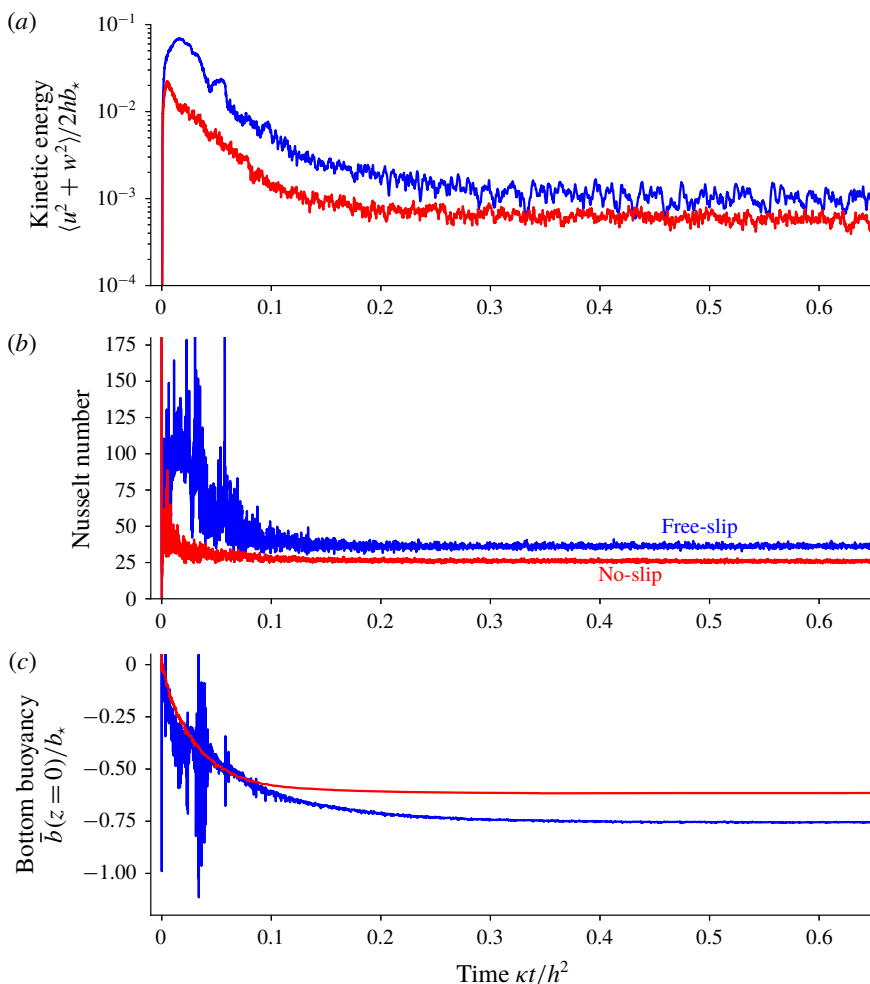 (a)
Kinetic energy
⟨u² + w²⟩/2hb⋆
10⁻¹
10⁻²
10⁻³
10⁻⁴
0 0.1 0.2 0.3 0.4 0.5 0.6
(b)
Nusselt number
175
150
125
100
75
50
25
0
Free-slip
No-slip
0 0.1 0.2 0.3 0.4 0.5 0.6
(c)
Bottom buoyancy
b̅(z = 0)/b⋆
0
−0.25
−0.50
−0.75
−1.00
0 0.1 0.2 0.3 0.4 0.5 0.6
Time κt/h²